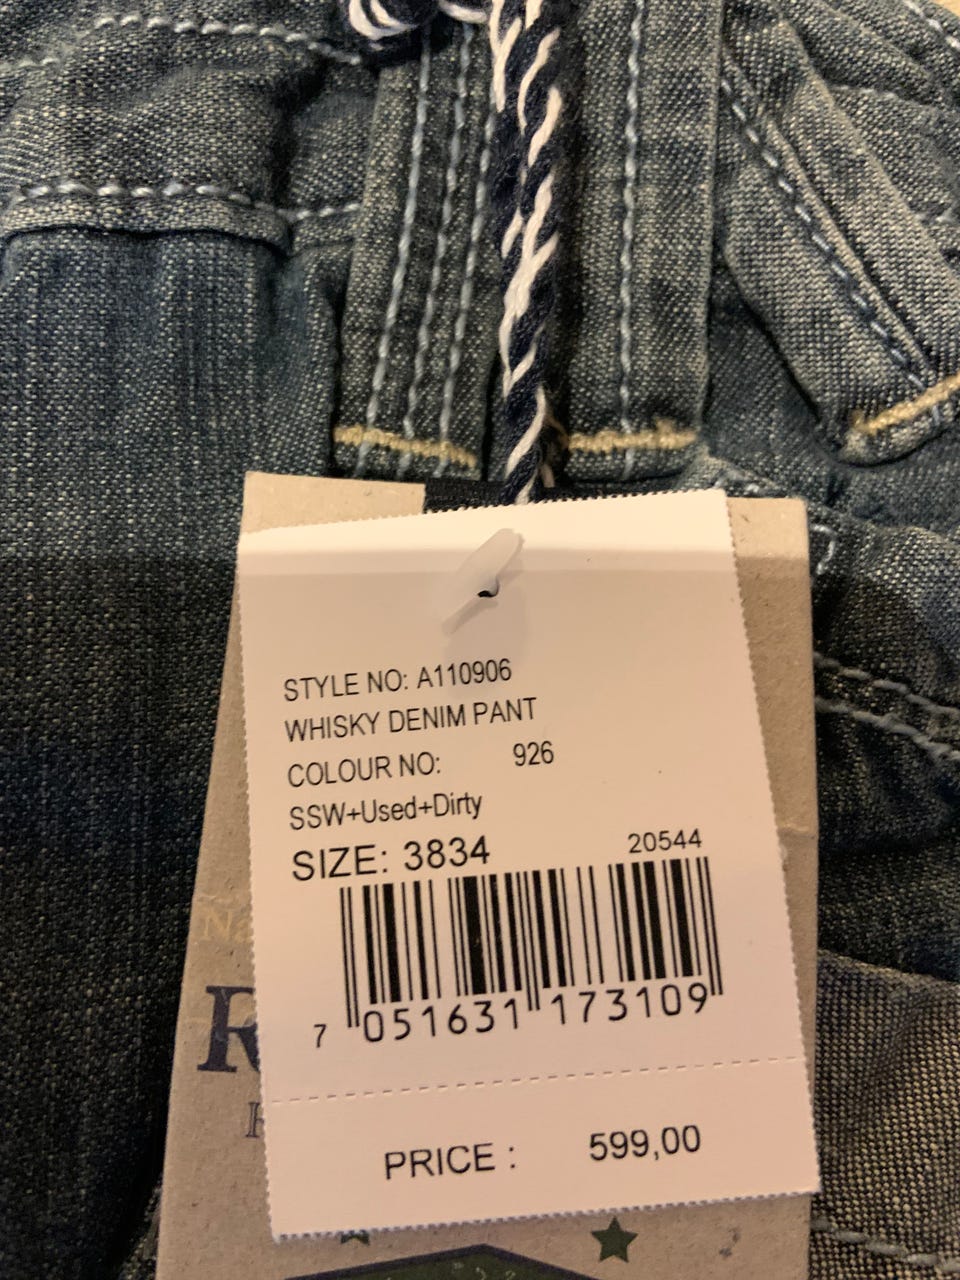 STYLE NO: A110906
WHISKY DENIM PANT
COLOUR NO: 926
SSW+Used+Dirty
SIZE: 3834 20544
7 051631 173109
PRICE : 599,00